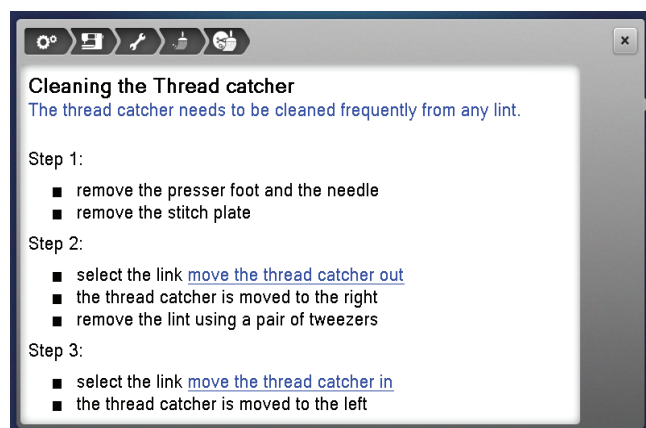 Cleaning the Thread catcher
The thread catcher needs to be cleaned frequently from any lint.
Step 1:
■ remove the presser foot and the needle
■ remove the stitch plate
Step 2:
■ select the link move the thread catcher out
■ the thread catcher is moved to the right
■ remove the lint using a pair of tweezers
Step 3:
■ select the link move the thread catcher in
■ the thread catcher is moved to the left